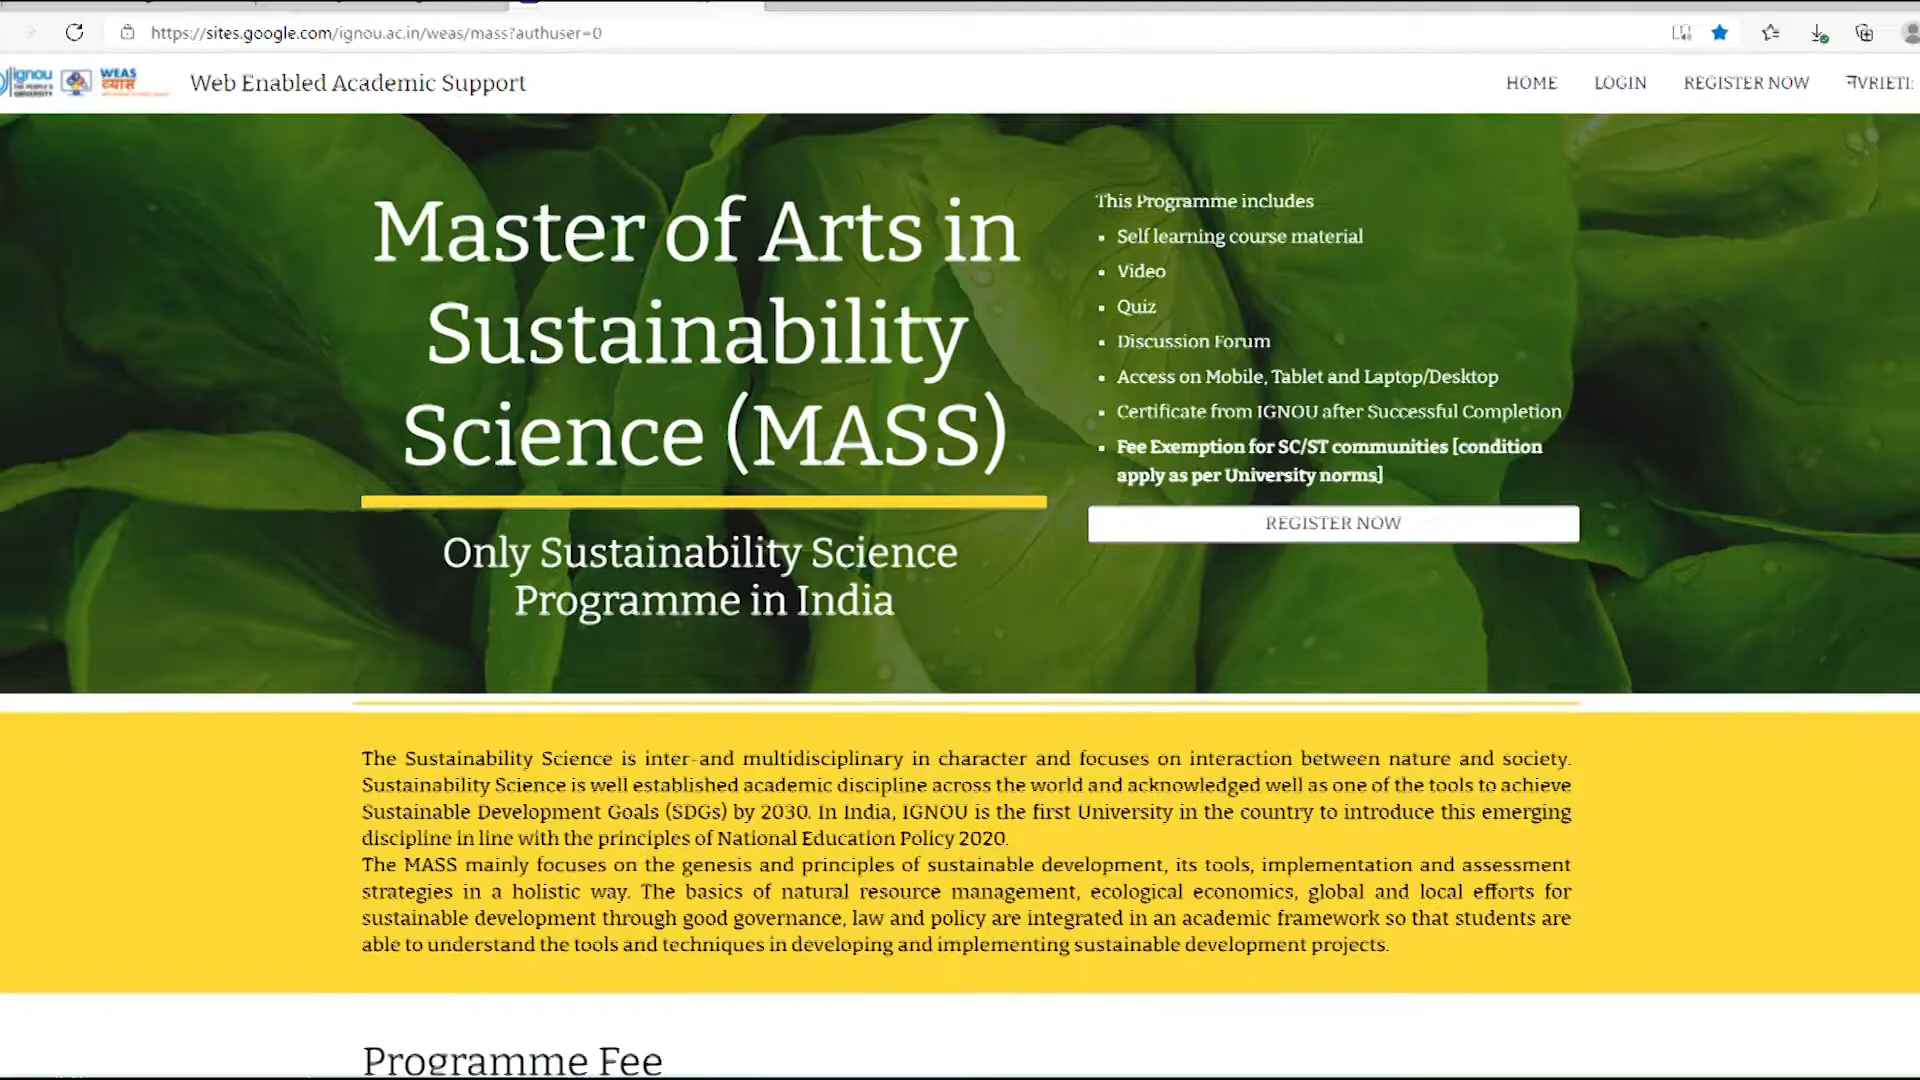 https://sites.google.com/ignou.ac.in/weas/mass?authuser=0
ignou
THE PEOPLE'S
UNIVERSITY
WEAS
व्यास
Web Enabled Academic Support
HOME
LOGIN
REGISTER NOW
Master of Arts in
Sustainability
Science (MASS)
Only Sustainability Science
Programme in India
This Programme includes
Self learning course material
Video
Quiz
Discussion Forum
Access on Mobile, Tablet and Laptop/Desktop
Certificate from IGNOU after Successful Completion
Fee Exemption for SC/ST communities [condition
apply as per University norms]
REGISTER NOW
The Sustainability Science is inter-and multidisciplinary in character and focuses on interaction between nature and society.
Sustainability Science is well established academic discipline across the world and acknowledged well as one of the tools to achieve
Sustainable Development Goals (SDGs) by 2030. In India, IGNOU is the first University in the country to introduce this emerging
discipline in line with the principles of National Education Policy 2020.
The MASS mainly focuses on the genesis and principles of sustainable development, its tools, implementation and assessment
strategies in a holistic way. The basics of natural resource management, ecological economics, global and local efforts for
sustainable development through good governance, law and policy are integrated in an academic framework so that students are
able to understand the tools and techniques in developing and implementing sustainable development projects.
Programme Fee